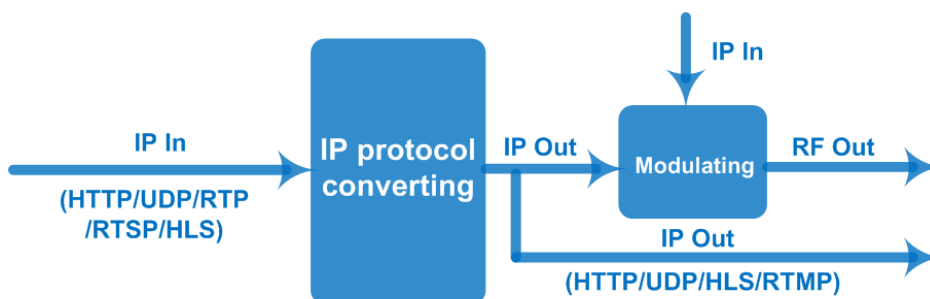 IP In
(HTTP/UDP/RTP
/RTSP/HLS)
IP protocol
converting
IP Out
IP In
Modulating
RF Out
IP Out
(HTTP/UDP/HLS/RTMP)